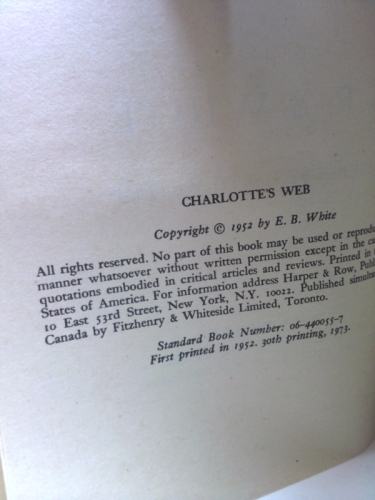 CHARLOTTE'S WEB
Copyright © 1952 by E. B. White
All rights reserved. No part of this book may be used or
manner whatsoever without written permission except in the
quotations embodied in critical articles and reviews. Printed in
States of America. For information address Harper & Row,
10 East 53rd Street, New York, N.Y. 10022. Published
Canada by Fitzhenry & Whiteside Limited, Toronto.
Standard Book Number: 06-440055-7
First printed in 1952. 30th printing, 1973.